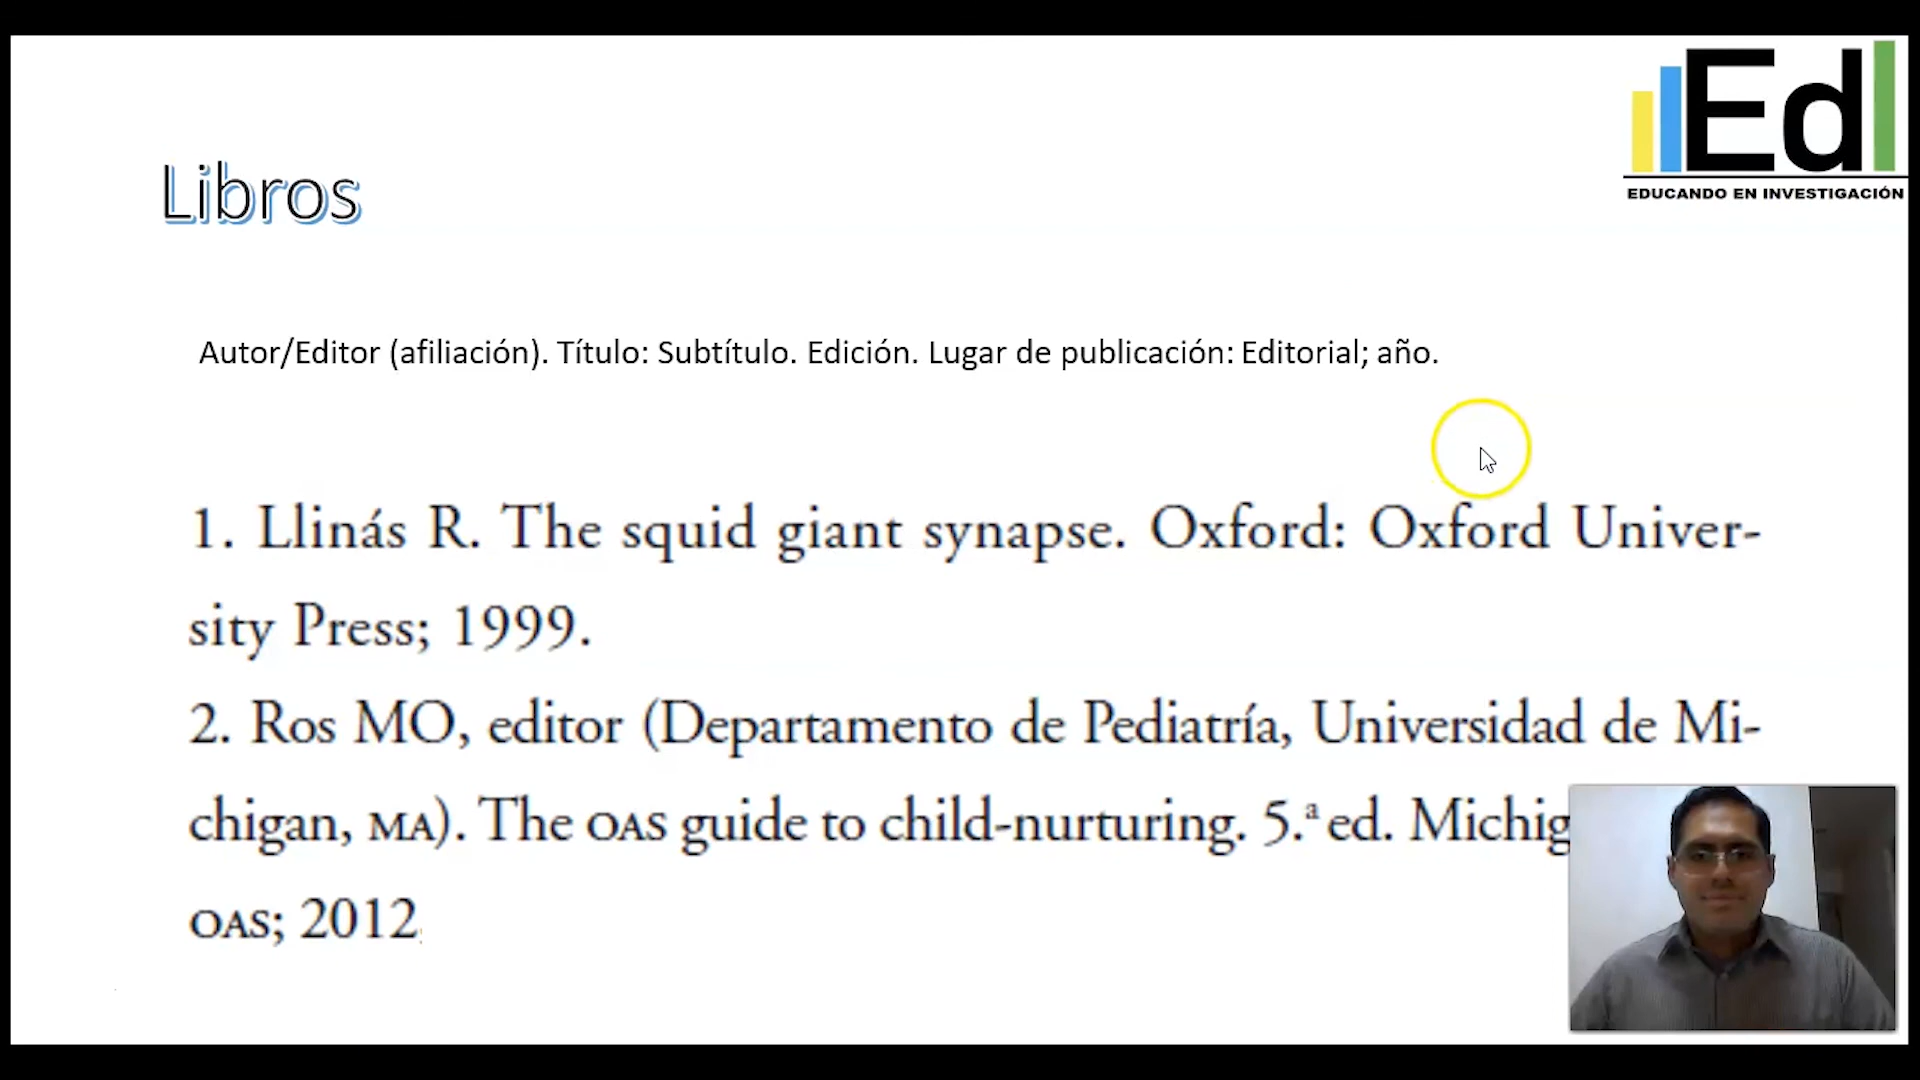 Ed
EDUCANDO EN INVESTIGACIÓN
Libros
Autor/Editor (afiliación). Título: Subtítulo. Edición. Lugar de publicación: Editorial; año.
1. Llinás R. The squid giant synapse. Oxford: Oxford Univer-
sity Press; 1999.
2. Ros MO, editor (Departamento de Pediatría, Universidad de Mi-
chigan, MA). The OAS guide to child-nurturing. 5.ª ed. Michig
OAS; 2012